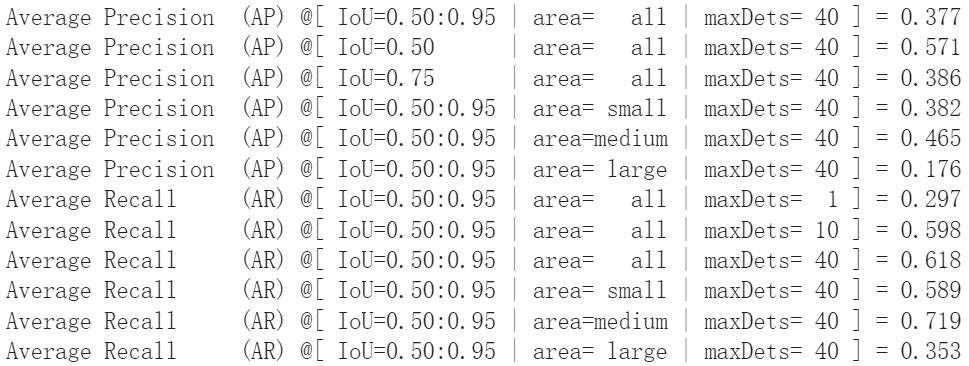 Average Precision  (AP) @[ IoU=0.50:0.95 | area=   all | maxDets= 40 ] = 0.377
Average Precision  (AP) @[ IoU=0.50      | area=   all | maxDets= 40 ] = 0.571
Average Precision  (AP) @[ IoU=0.75      | area=   all | maxDets= 40 ] = 0.386
Average Precision  (AP) @[ IoU=0.50:0.95 | area= small | maxDets= 40 ] = 0.382
Average Precision  (AP) @[ IoU=0.50:0.95 | area=medium | maxDets= 40 ] = 0.465
Average Precision  (AP) @[ IoU=0.50:0.95 | area= large | maxDets= 40 ] = 0.176
Average Recall     (AR) @[ IoU=0.50:0.95 | area=   all | maxDets=  1 ] = 0.297
Average Recall     (AR) @[ IoU=0.50:0.95 | area=   all | maxDets= 10 ] = 0.598
Average Recall     (AR) @[ IoU=0.50:0.95 | area=   all | maxDets= 40 ] = 0.618
Average Recall     (AR) @[ IoU=0.50:0.95 | area= small | maxDets= 40 ] = 0.589
Average Recall     (AR) @[ IoU=0.50:0.95 | area=medium | maxDets= 40 ] = 0.719
Average Recall     (AR) @[ IoU=0.50:0.95 | area= large | maxDets= 40 ] = 0.353